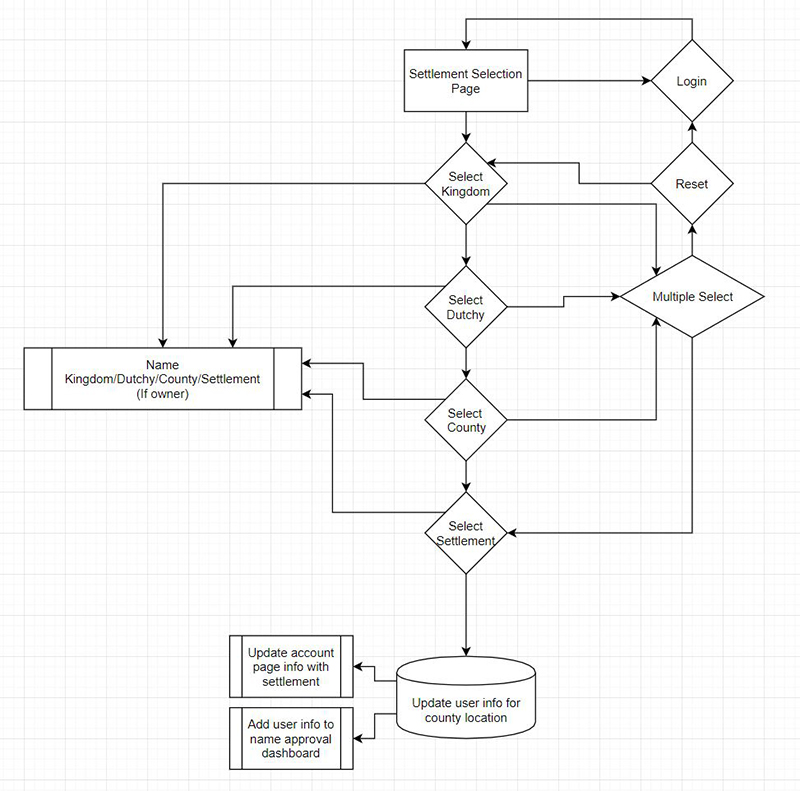 Settlement Selection
Page
Login
Select
Kingdom
Reset
Select
Dutchy
Multiple Select
Name
Kingdom/Dutchy/County/Settlement
(If owner)
Select
County
Select
Settlement
Update account
page info with
settlement
Update user info for
county location
Add user info to
name approval
dashboard